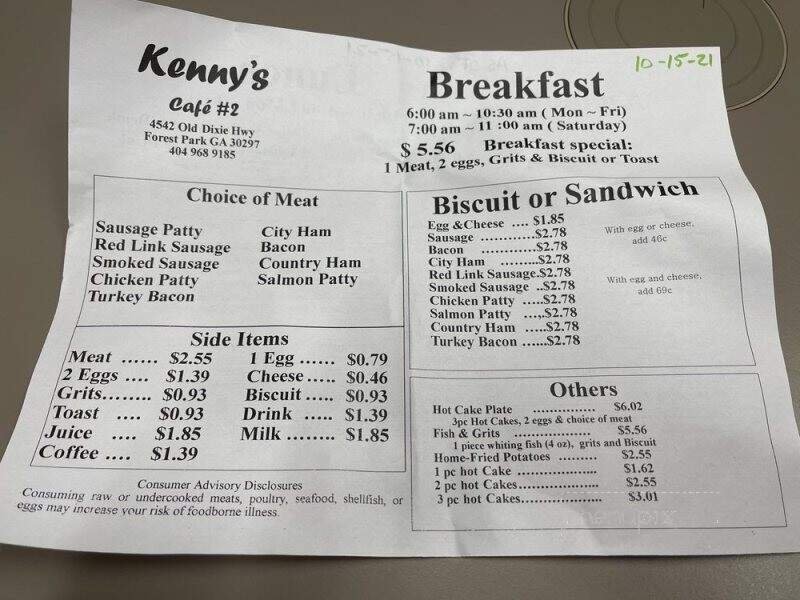 10-15-21
Kenny's
Café #2
4542 Old Dixie Hwy
Forest Park GA 30297
404 968 9185
Breakfast
6:00 am ~ 10:30 am ( Mon ~ Fri)
7:00 am ~ 11 :00 am ( Saturday)
$ 5.56 Breakfast special:
1 Meat, 2 eggs, Grits & Biscuit or Toast
Choice of Meat
Sausage Patty City Ham
Red Link Sausage Bacon
Smoked Sausage Country Ham
Chicken Patty Salmon Patty
Turkey Bacon
Side Items
Meat ...... $2.55 1 Egg ...... $0.79
2 Eggs .... $1.39 Cheese..... $0.46
Grits........ $0.93 Biscuit..... $0.93
Toast .... $0.93 Drink ..... $1.39
Juice .... $1.85 Milk ........ $1.85
Coffee .... $1.39
Consumer Advisory Disclosures
Consuming raw or undercooked meats, poultry, seafood, shellfish, or
eggs may increase your risk of foodborne illness.
Biscuit or Sandwich
Egg &Cheese .... $1.85
Sausage ...........$2.78
Bacon ............$2.78
City Ham .........$2.78
Red Link Sausage.$2.78
Smoked Sausage ..$2.78
Chicken Patty .....$2.78
Salmon Patty ...,.$2.78
Country Ham .....$2.78
Turkey Bacon ......$2.78
With egg or cheese,
add 46c
With egg and cheese,
add 69c
Others
Hot Cake Plate .............. $6.02
3pc Hot Cakes, 2 eggs & choice of meat
Fish & Grits ................. $5.56
1 piece whiting fish (4 oz), grits and Biscuit
Home-Fried Potatoes ........ $2.55
1 pc hot Cake .................. $1.62
2 pc hot Cakes.................. $2.55
3 pc hot Cakes.................. $3.01